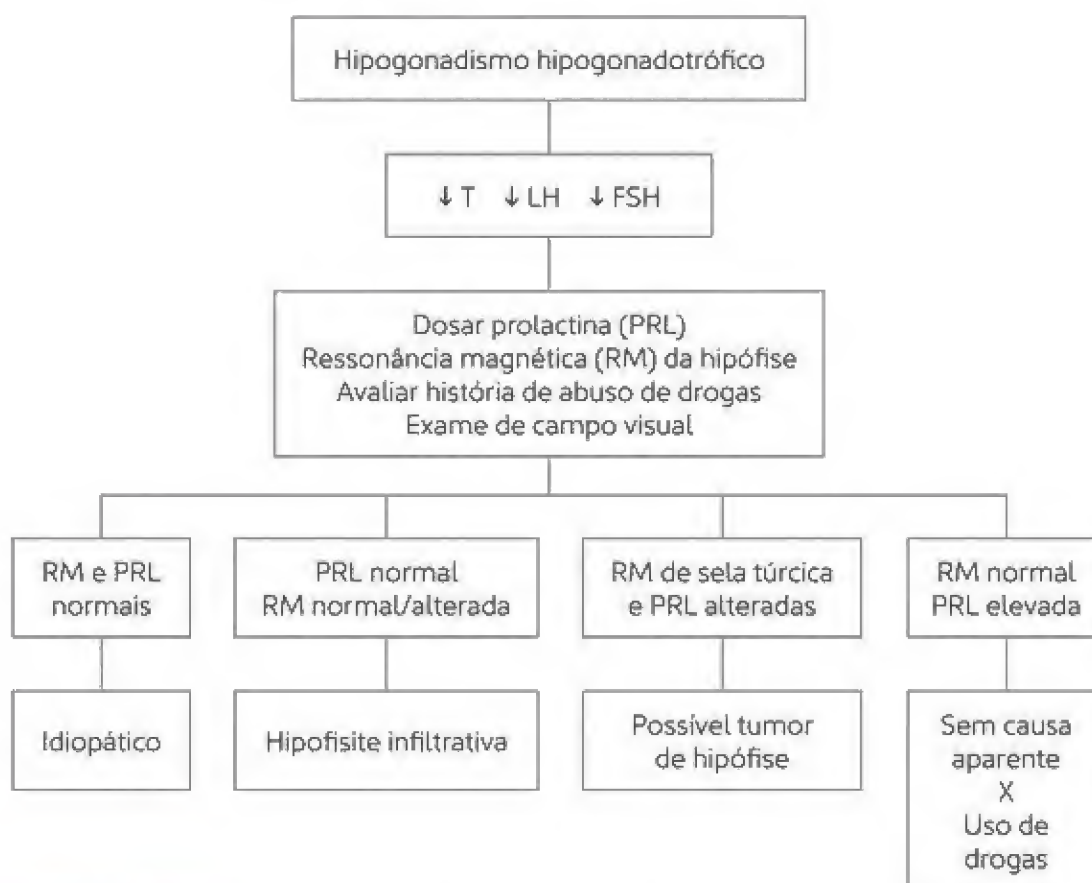 Hipogonadismo hipogonadotrófico
↓ T ↓ LH ↓ FSH
Dosar prolactina (PRL)
Ressonância magnética (RM) da hipófise
Avaliar história de abuso de drogas
Exame de campo visual
RM e PRL
normais
PRL normal
RM normal/alterada
RM de sela túrcica
e PRL alteradas
RM normal
PRL elevada
Idiopático
Hipofisite infiltrativa
Possível tumor
de hipófise
Sem causa
aparente
X
Uso de
drogas